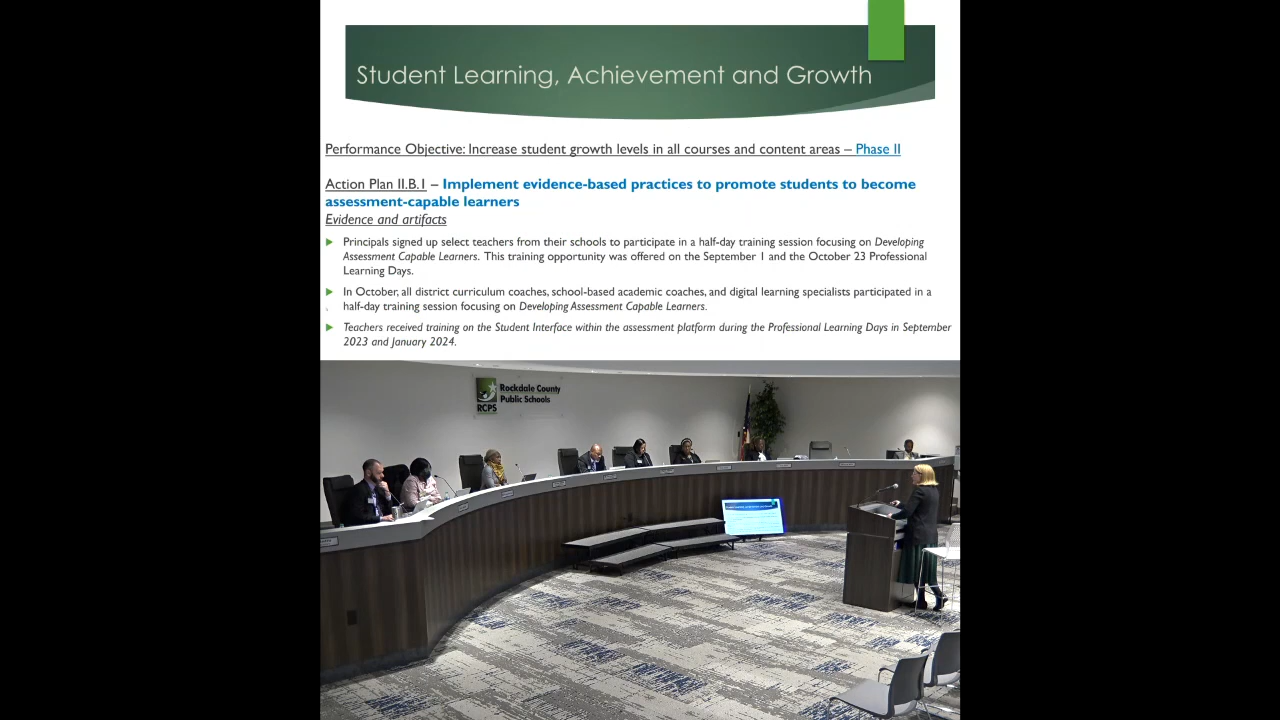 Student Learning, Achievement and Growth
Performance Objective: Increase student growth levels in all courses and content areas – Phase II
Action Plan II.B.1 – Implement evidence-based practices to promote students to become
assessment-capable learners
Evidence and artifacts
Principals signed up select teachers from their schools to participate in a half-day training session focusing on Developing
Assessment Capable Learners. This training opportunity was offered on the September 1 and the October 23 Professional
Learning Days.
In October, all district curriculum coaches, school-based academic coaches, and digital learning specialists participated in a
half-day training session focusing on Developing Assessment Capable Learners.
Teachers received training on the Student Interface within the assessment platform during the Professional Learning Days in September
2023 and January 2024.
Rockdale County
Public Schools
RCPS